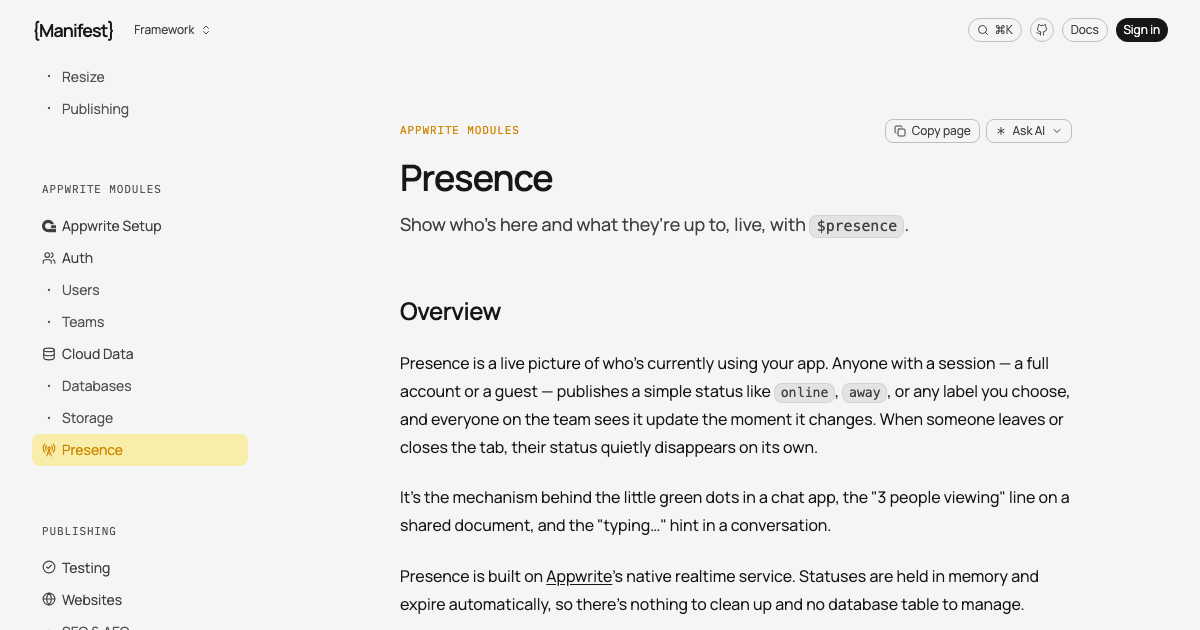 {Manifest}
Framework
⌘K
Docs
Sign in
Resize
Publishing
APPWRITE MODULES
Appwrite Setup
Auth
Users
Teams
Cloud Data
Databases
Storage
Presence
PUBLISHING
Testing
Websites
SEO & AEO
APPWRITE MODULES
Copy page
Ask AI
Presence
Show who's here and what they're up to, live, with $presence.
Overview
Presence is a live picture of who's currently using your app. Anyone with a session — a full
account or a guest — publishes a simple status like online, away, or any label you choose,
and everyone on the team sees it update the moment it changes. When someone leaves or
closes the tab, their status quietly disappears on its own.
It's the mechanism behind the little green dots in a chat app, the "3 people viewing" line on a
shared document, and the "typing…" hint in a conversation.
Presence is built on Appwrite's native realtime service. Statuses are held in memory and
expire automatically, so there's nothing to clean up and no database table to manage.